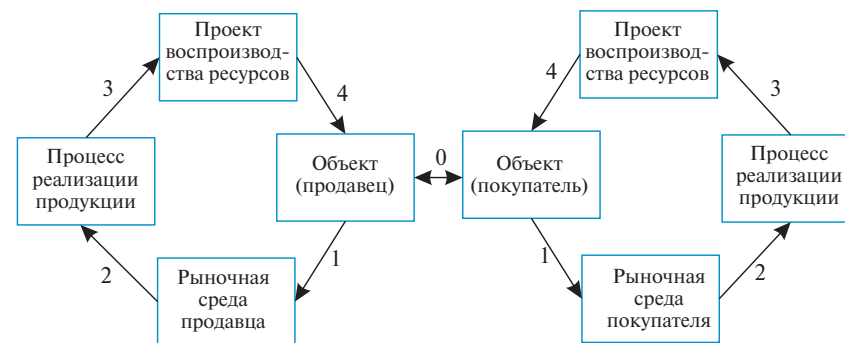 Проект
воспроизвод-
ства ресурсов
Проект
воспроизвод-
ства ресурсов
3
4
4
3
Процесс
реализации
продукции
Объект
(продавец)
0
Объект
(покупатель)
Процесс
реализации
продукции
2
1
1
2
Рыночная
среда
продавца
Рыночная
среда
покупателя